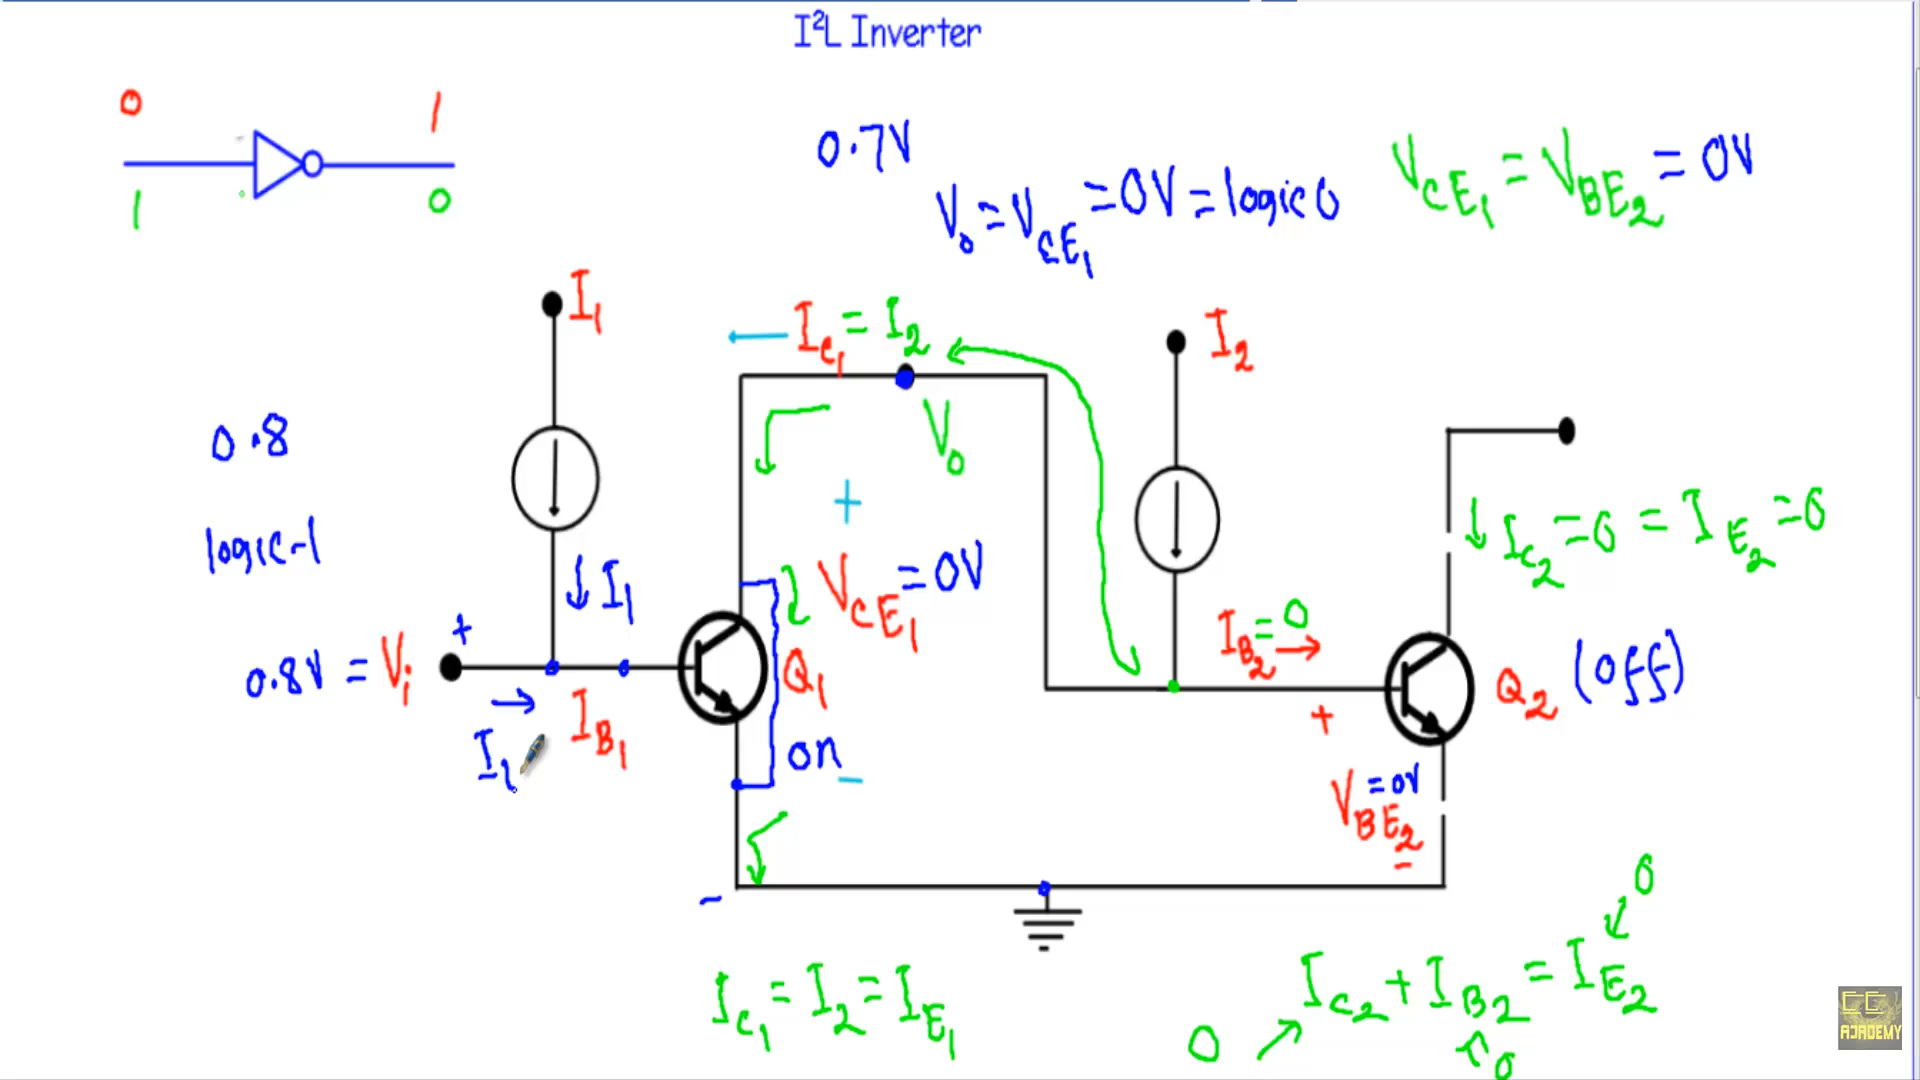 I²L Inverter
0 1
1 0
0.7V
V₀ = V_CE₁ = 0V = logic 0
V_CE₁ = V_BE₂ = 0V
I₁
I_C₁ = I₂
I₂
V₀
0.8
logic-1
↓ I₁
+
V_CE₁ = 0V
↓ I_C₂ = 0 = I_E₂ = 0
I_B₂ = 0 →
+
0.8V = Vᵢ
→
I₁
I_B₁
Q₁
on
-
Q₂ (off)
+
V_BE₂ = 0V
-
-
0
I_C₁ = I₂ = I_E₁
I_C₂ + I_B₂ = I_E₂
0 0
EE
ACADEMY